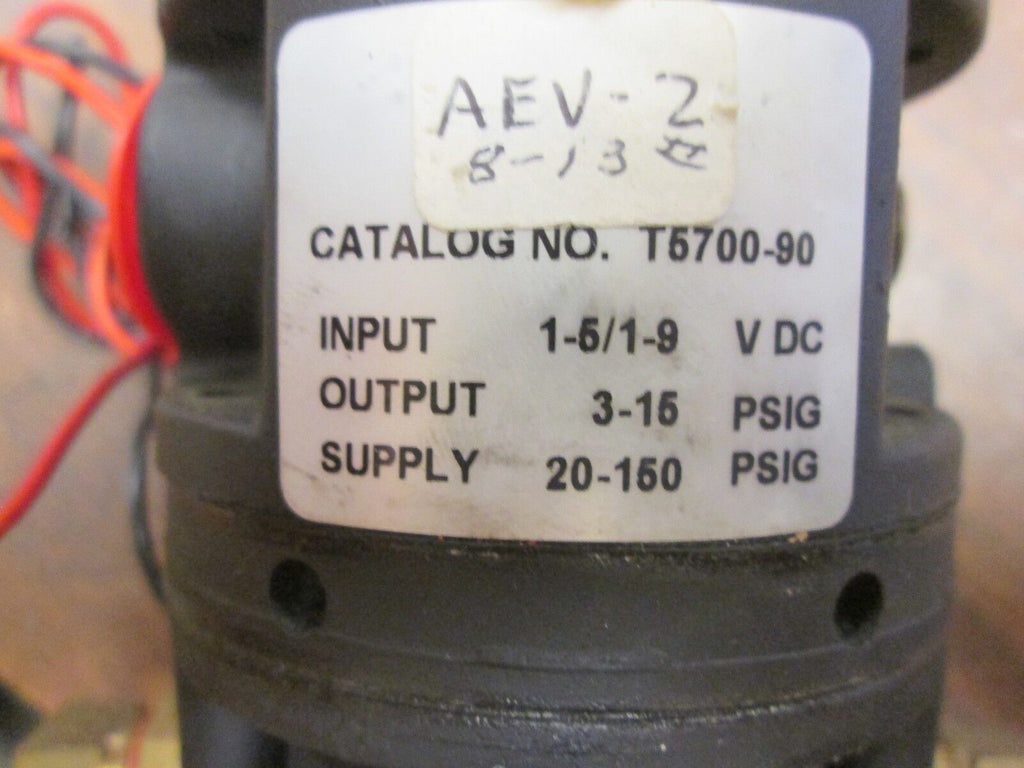 AEV-2
8-13 #
CATALOG NO. T5700-90
INPUT 1-5/1-9 V DC
OUTPUT 3-15 PSIG
SUPPLY 20-150 PSIG